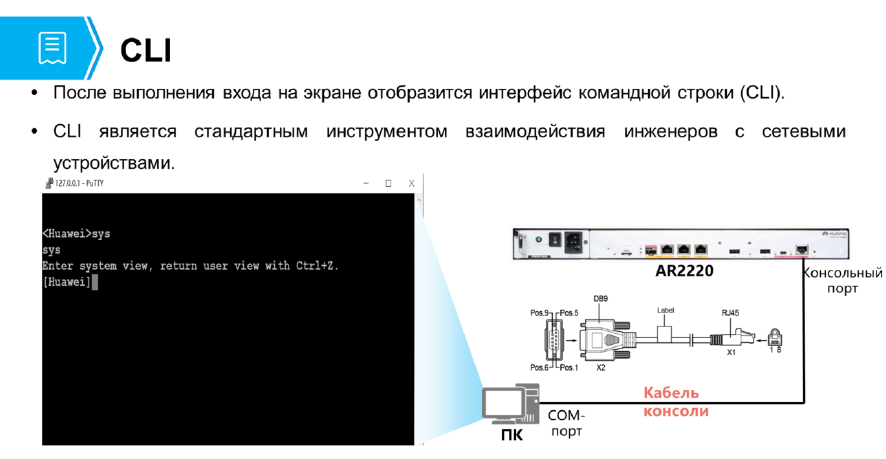 CLI
• После выполнения входа на экране отобразится интерфейс командной строки (CLI).
• CLI является стандартным инструментом взаимодействия инженеров с сетевыми
устройствами.
127.0.0.1 - PuTTY
<Huawei>sys
sys
Enter system view, return user view with Ctrl+Z.
[Huawei]
HUAWEI
AR2220
Консольный
порт
DB9
Pos.9
Pos.5
Label
RJ45
X1
1 8
Pos.6
Pos.1
X2
Кабель
консоли
COM-
порт
ПК